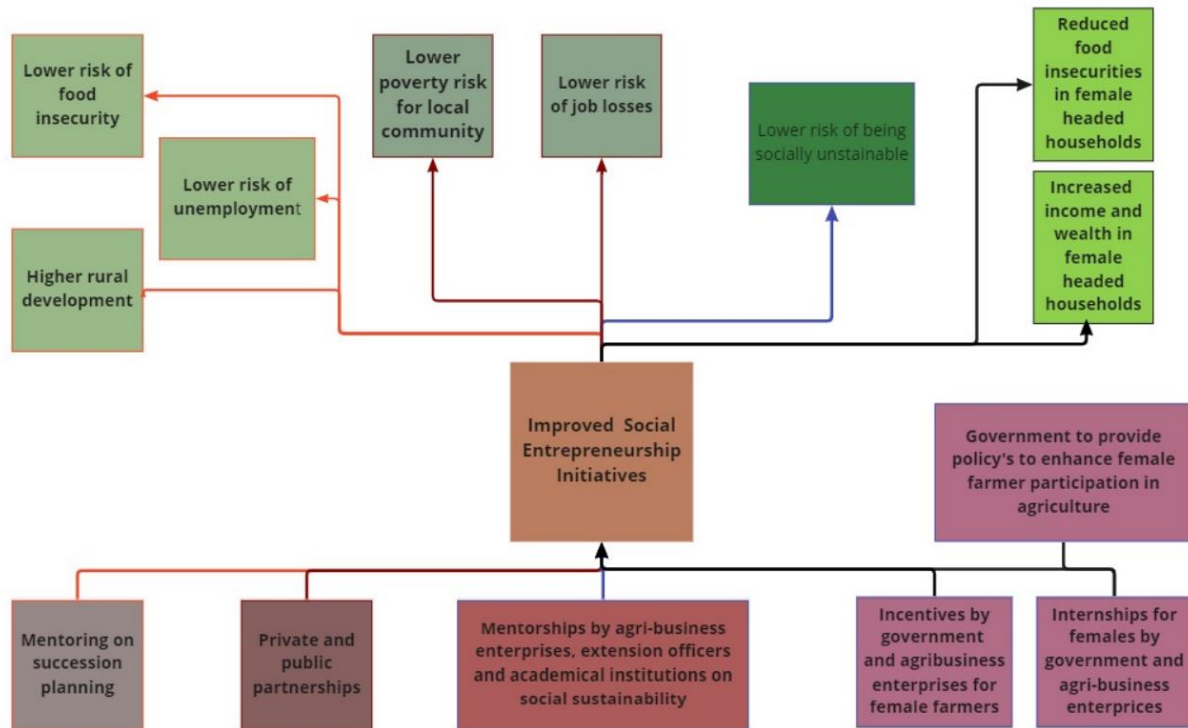 Lower risk of
food
insecurity
Lower
poverty risk
for local
community
Lower risk
of job losses
Reduced
food
insecurities
in female
headed
households
Lower risk of being
socially unstainable
Lower risk of
unemployment
Increased
income and
wealth in
female
headed
households
Higher rural
development
Improved Social
Entrepreneurship
Initiatives
Government to provide
policy's to enhance female
farmer participation in
agriculture
Mentoring on
succession
planning
Private and
public
partnerships
Mentorships by agri-business
enterprises, extension officers
and academical institutions on
social sustainability
Incentives by
government
and agribusiness
enterprises for
female farmers
Internships for
females by
government and
agri-business
enterprices